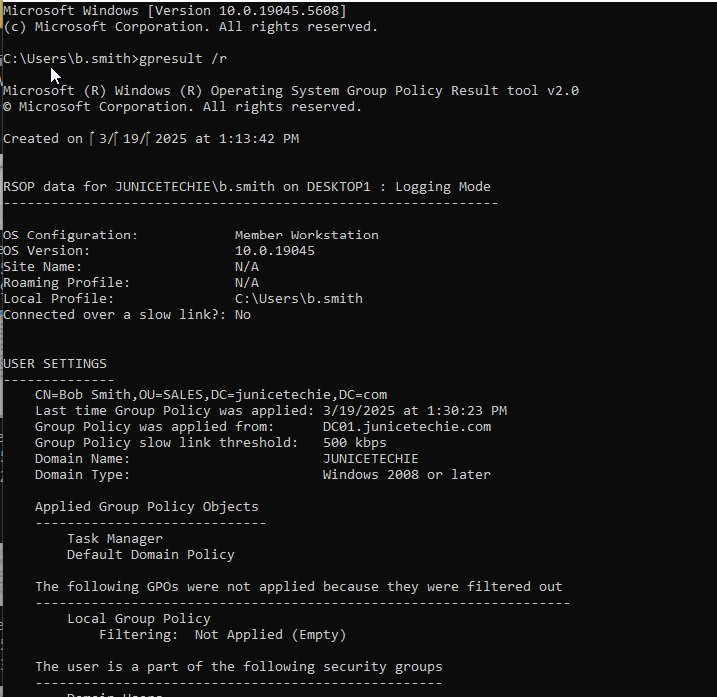 Microsoft Windows [Version 10.0.19045.5608]
(c) Microsoft Corporation. All rights reserved.
C:\Users\b.smith>gpresult /r
Microsoft (R) Windows (R) Operating System Group Policy Result tool v2.0
© Microsoft Corporation. All rights reserved.
Created on 3/ 19/ 2025 at 1:13:42 PM
RSOP data for JUNICETECHIE\b.smith on DESKTOP1 : Logging Mode
---------------------------------------------------------------
OS Configuration: Member Workstation
OS Version: 10.0.19045
Site Name: N/A
Roaming Profile: N/A
Local Profile: C:\Users\b.smith
Connected over a slow link?: No
USER SETTINGS
--------------
CN=Bob Smith,OU=SALES,DC=junicetechie,DC=com
Last time Group Policy was applied: 3/19/2025 at 1:30:23 PM
Group Policy was applied from: DC01.junicetechie.com
Group Policy slow link threshold: 500 kbps
Domain Name: JUNICETECHIE
Domain Type: Windows 2008 or later
Applied Group Policy Objects
-----------------------------
Task Manager
Default Domain Policy
The following GPOs were not applied because they were filtered out
-------------------------------------------------------------------
Local Group Policy
Filtering: Not Applied (Empty)
The user is a part of the following security groups
---------------------------------------------------
Domain Users